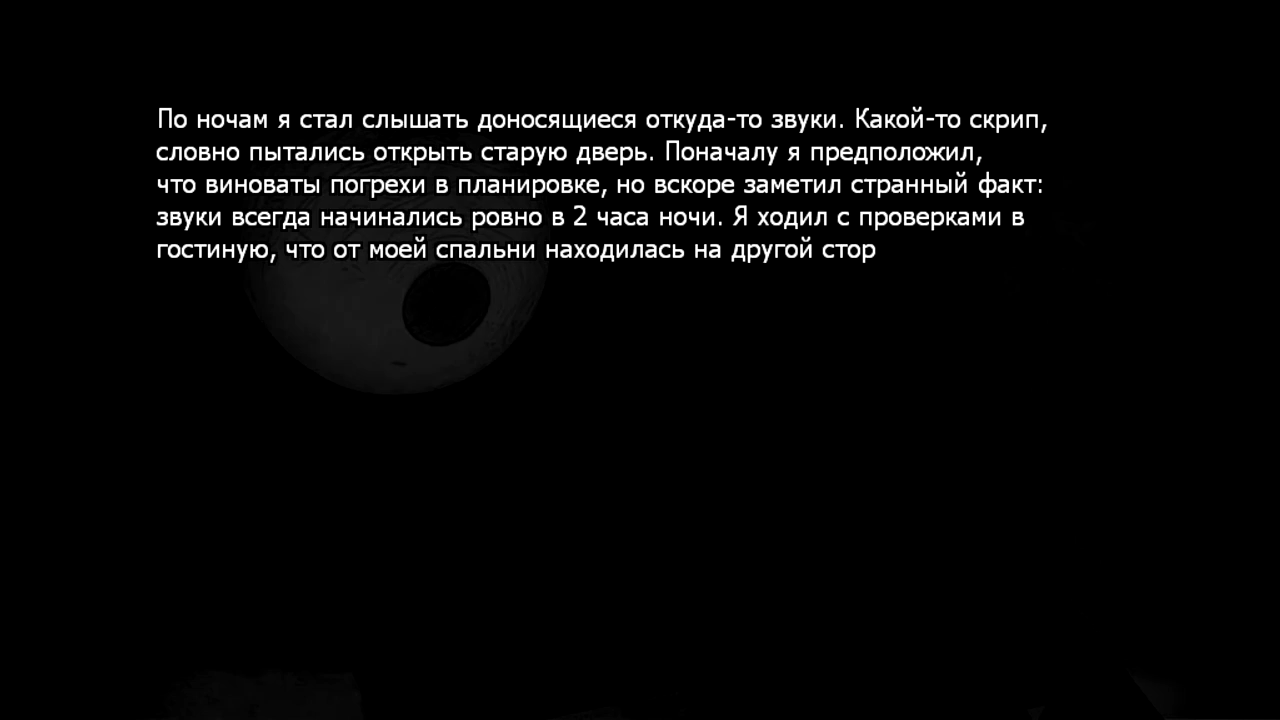 По ночам я стал слышать доносящиеся откуда-то звуки. Какой-то скрип,
словно пытались открыть старую дверь. Поначалу я предположил,
что виноваты погрехи в планировке, но вскоре заметил странный факт:
звуки всегда начинались ровно в 2 часа ночи. Я ходил с проверками в
гостиную, что от моей спальни находилась на другой стор